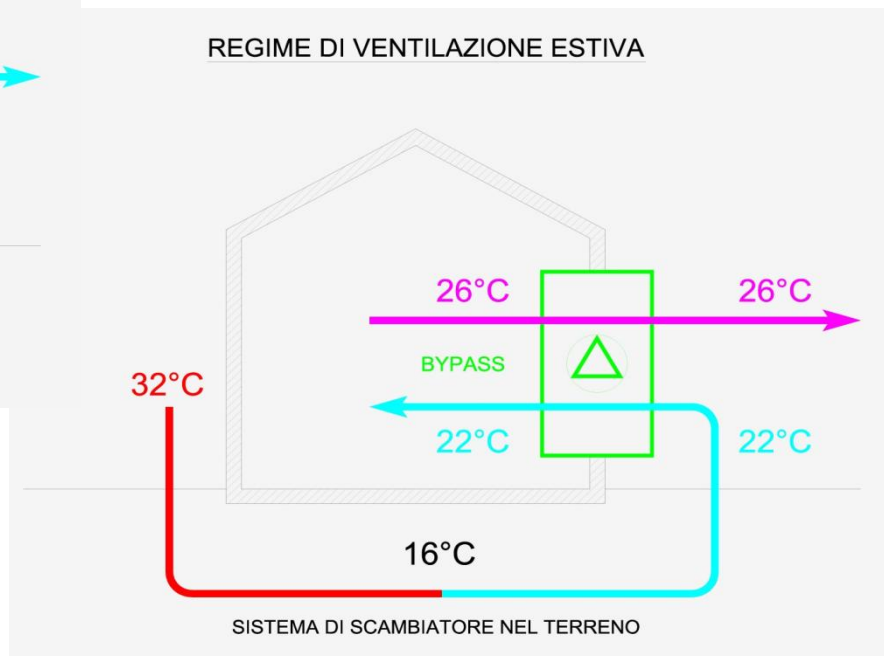 REGIME DI VENTILAZIONE ESTIVA
26°C 26°C
BYPASS
32°C
22°C 22°C
16°C
SISTEMA DI SCAMBIATORE NEL TERRENO